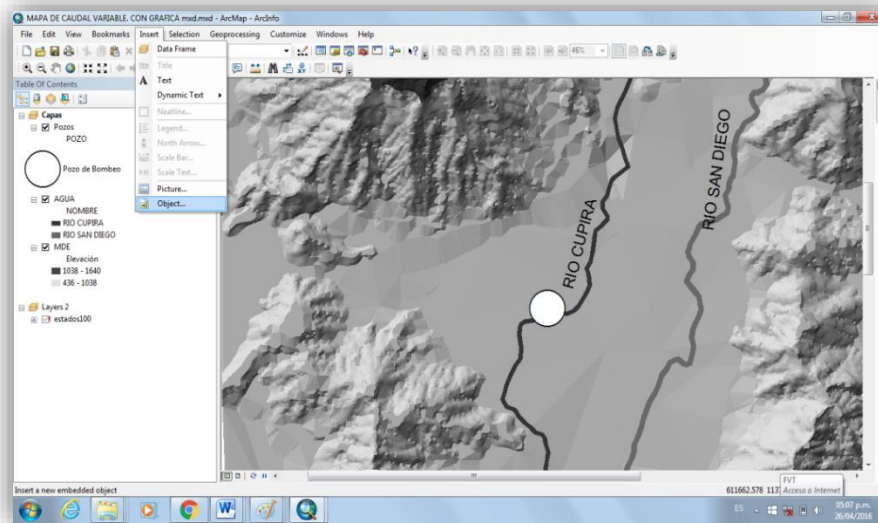 MAPA DE CAUDAL VARIABLE. CON GRAFICA mxd.mxd - ArcMap - ArcInfo
File Edit View Bookmarks Insert Selection Geoprocessing Customize Windows Help
Data Frame
Title
Text
Dynamic Text
Neatline...
Legend...
North Arrow...
Scale Bar...
Scale Text...
Picture...
Object...
46%
Table Of Contents
Capas
Pozos
POZO
Pozo de Bombeo
AGUA
NOMBRE
RIO CUPIRA
RIO SAN DIEGO
MDE
Elevación
1038 - 1640
436 - 1038
Layers 2
estados100
RIO CUPIRA
RIO SAN DIEGO
Insert a new embedded object
611662.578
FVT
Acceso a Internet
ES
05:07 p.m.
26/04/2016